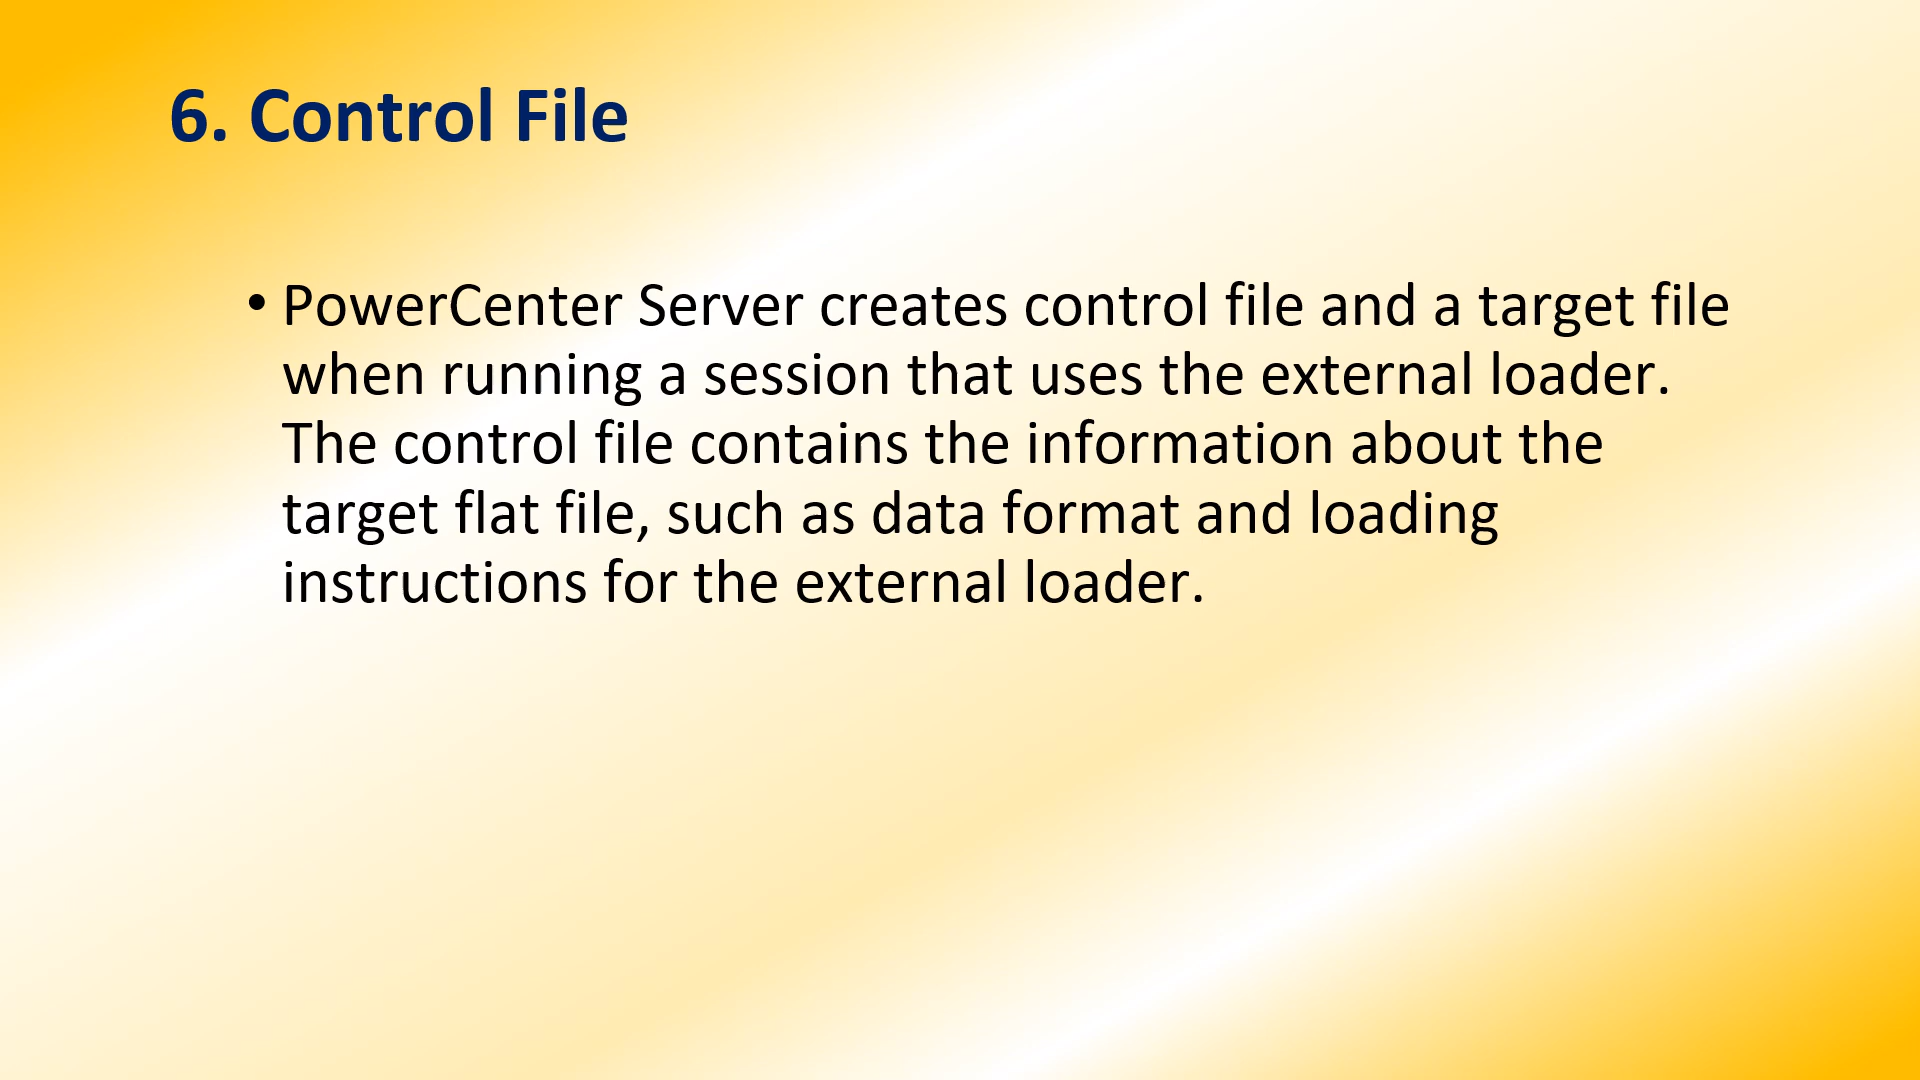 6. Control File
• PowerCenter Server creates control file and a target file
when running a session that uses the external loader.
The control file contains the information about the
target flat file, such as data format and loading
instructions for the external loader.